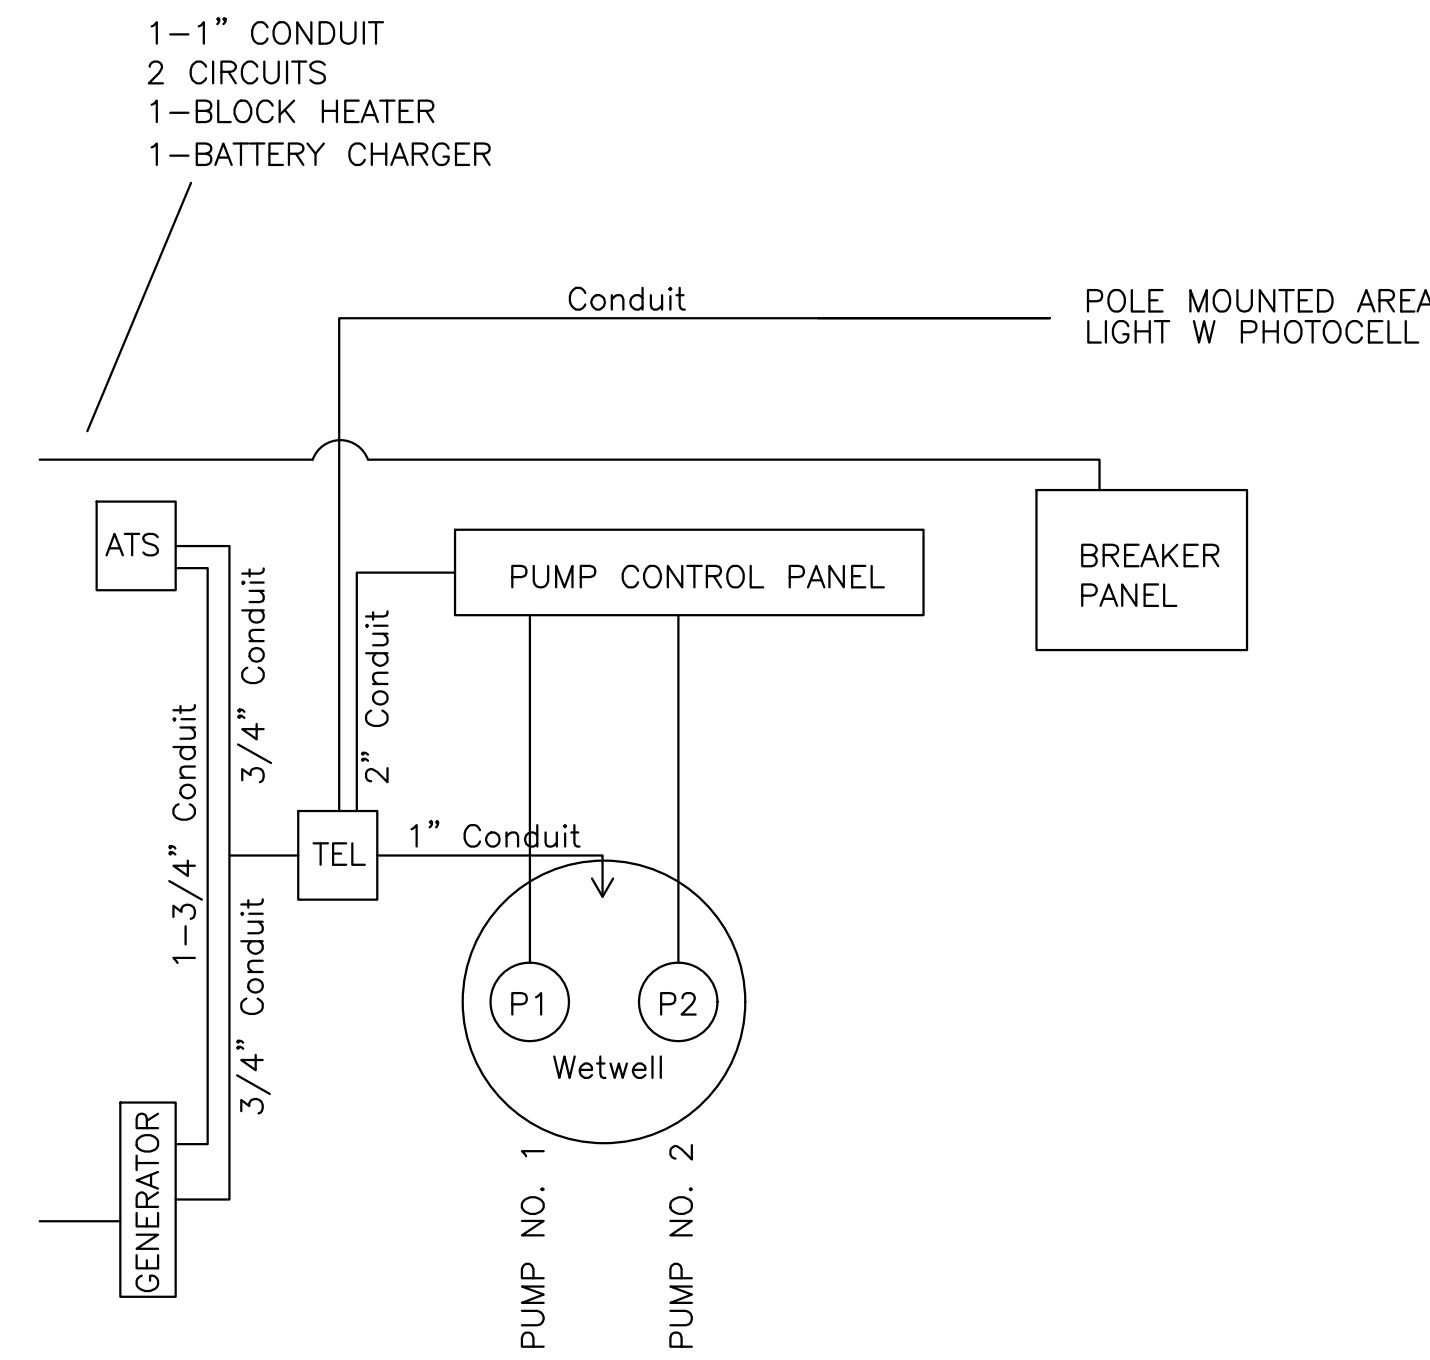 1-1” CONDUIT
2 CIRCUITS
1-BLOCK HEATER
1-BATTERY CHARGER
Conduit
POLE MOUNTED AREA
LIGHT W PHOTOCELL
ATS
PUMP CONTROL PANEL
BREAKER
PANEL
3/4” Conduit
2” Conduit
1-3/4” Conduit
TEL
1” Conduit
3/4” Conduit
P1
P2
Wetwell
GENERATOR
PUMP NO. 1
PUMP NO. 2